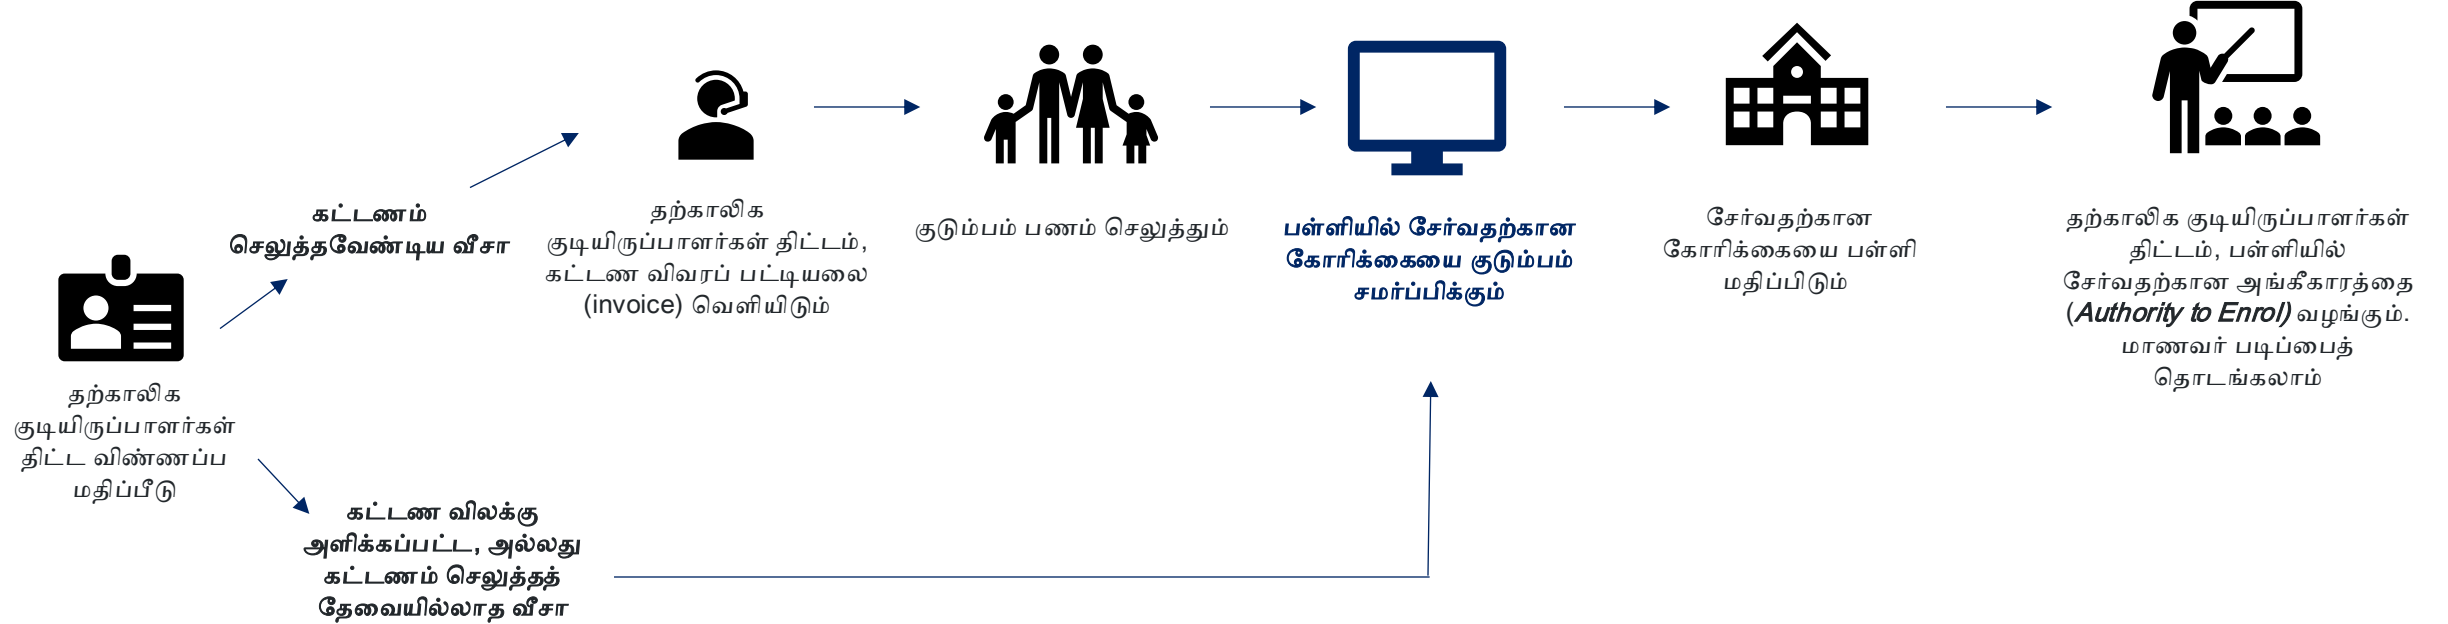 தற்காலிக
குடியிருப்பாளர்கள்
திட்ட விண்ணப்ப
மதிப்பீடு
கட்டணம்
செலுத்தவேண்டிய வீசா
தற்காலிக
குடியிருப்பாளர்கள் திட்டம்,
கட்டண விவரப் பட்டியலை
(invoice) வெளியிடும்
குடும்பம் பணம் செலுத்தும்
கட்டண விலக்கு
அளிக்கப்பட்ட, அல்லது
கட்டணம் செலுத்தத்
தேவையில்லாத வீசா
பள்ளியில் சேர்வதற்கான
கோரிக்கையை குடும்பம்
சமர்ப்பிக்கும்
சேர்வதற்கான
கோரிக்கையை பள்ளி
மதிப்பிடும்
தற்காலிக குடியிருப்பாளர்கள்
திட்டம், பள்ளியில்
சேர்வதற்கான அங்கீகாரத்தை
(Authority to Enrol) வழங்கும்.
மாணவர் படிப்பைத்
தொடங்கலாம்